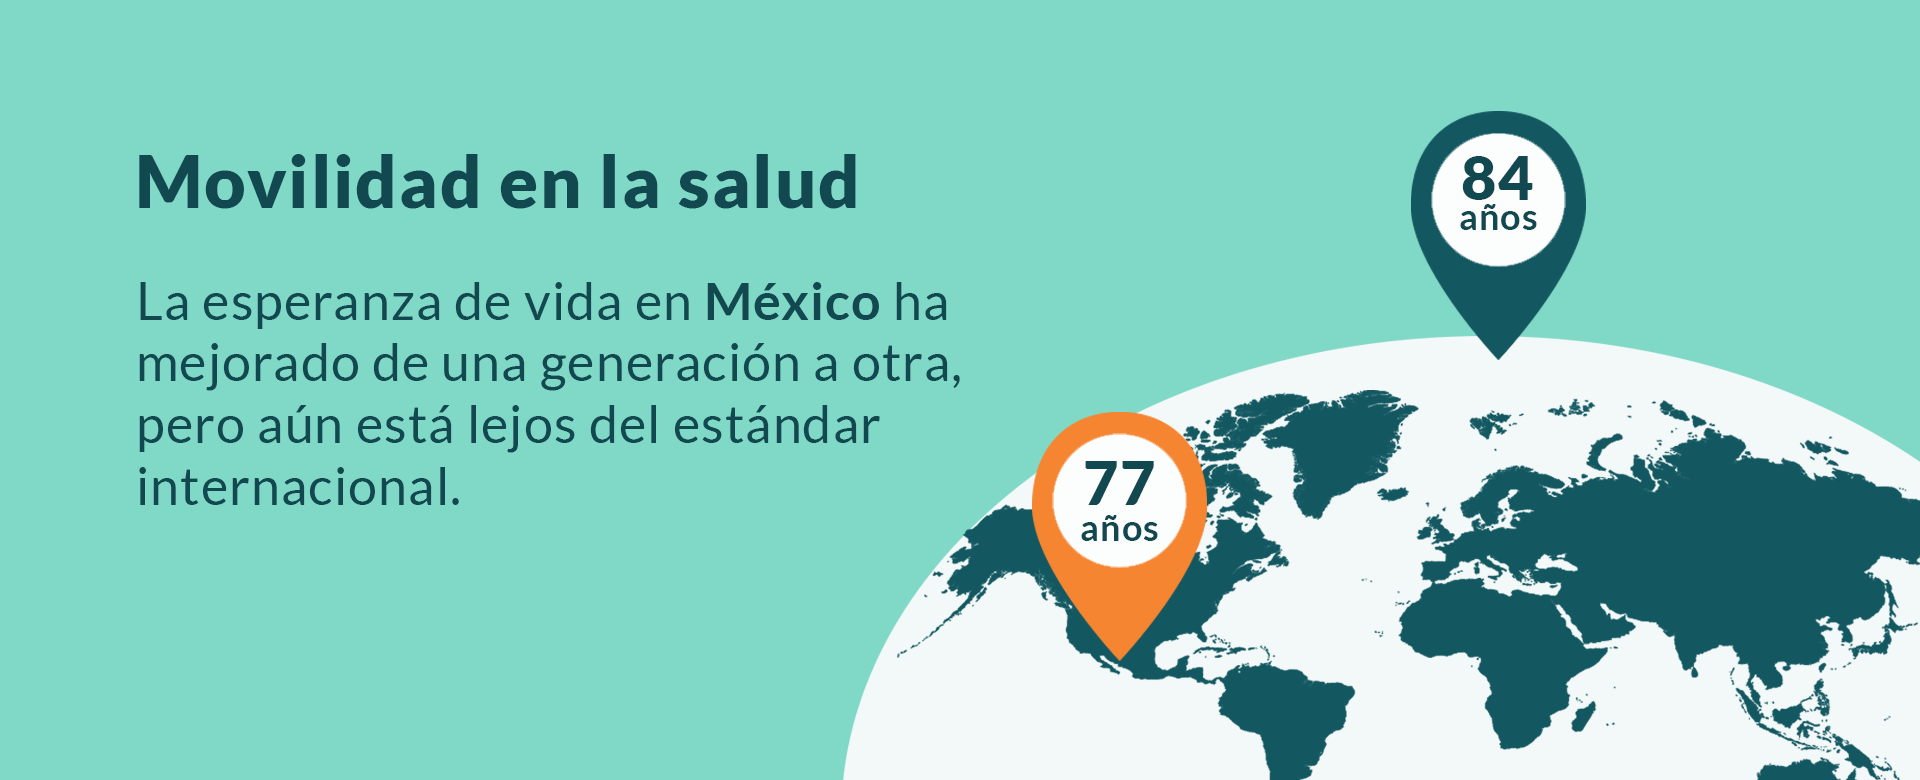 Movilidad en la salud
La esperanza de vida en México ha
mejorado de una generación a otra,
pero aún está lejos del estándar
internacional.
84
años
77
años